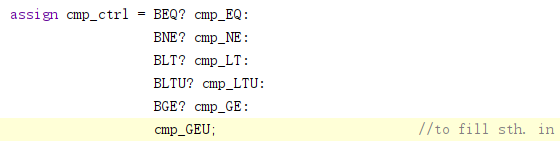 assign cmp_ctrl = BEQ? cmp_EQ:
BNE? cmp_NE:
BLT? cmp_LT:
BLTU? cmp_LTU:
BGE? cmp_GE:
cmp_GEU; //to fill sth. in